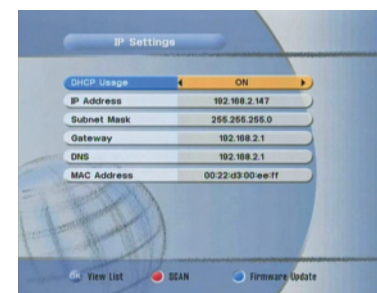 IP Settings
DHCP Usage ON
IP Address 192.168.2.147
Subnet Mask 255.255.255.0
Gateway 192.168.2.1
DNS 192.168.2.1
MAC Address 00:22:d3:00:ee:ff
OK View List SCAN Firmware Update